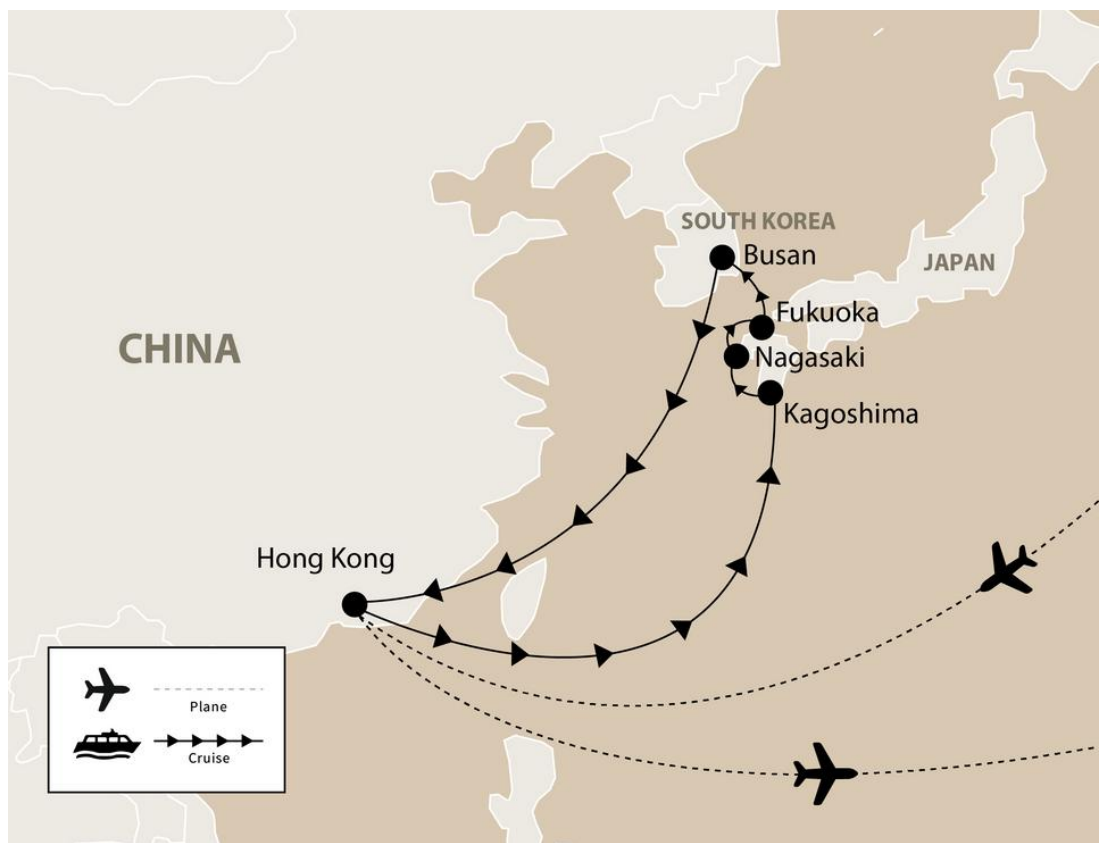 SOUTH KOREA
Busan
JAPAN
Fukuoka
CHINA
Nagasaki
Kagoshima
Hong Kong
Plane
Cruise